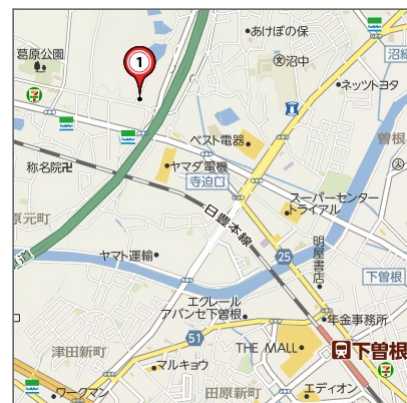 あけぼの保
沼
葛原公園
1
文沼中
ネッツトヨタ
曽根
ベスト電器
ヤマダ電機
称名院卍
寺迫口
スーパーセンター
トライアル
原元町
日豊本線
ヤマト運輸
25
明屋書店
下曽根
エクレール
アバンセ下曽根
年金事務所
51
THE MALL
下曽根
津田新町
マルキョウ
ワークマン
田原新町
エディオン